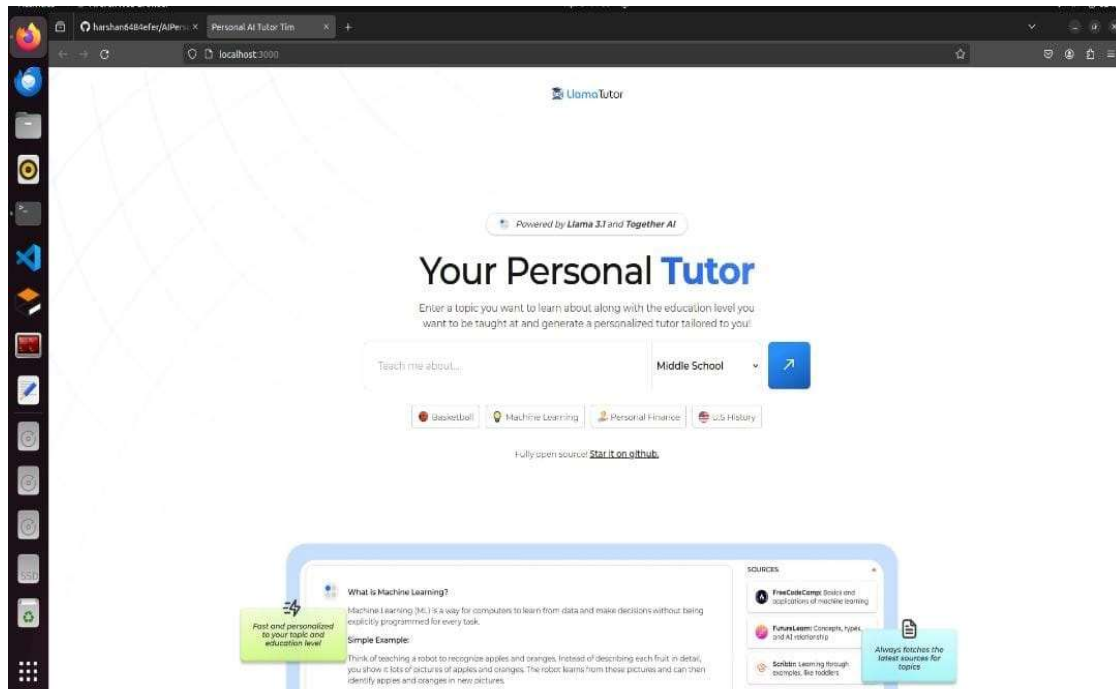 harshan6484efer/AIPers
Personal AI Tutor Tim
localhost:3000
LlamaTutor
Powered by Llama 3.1 and Together AI
Your Personal Tutor
Enter a topic you want to learn about along with the education level you
want to be taught at and generate a personalized tutor tailored to you!
Teach me about...
Middle School
Basketball
Machine Learning
Personal Finance
U.S History
Fully open source! Star it on github.
What is Machine Learning?
Machine Learning (ML) is a way for computers to learn from data and make decisions without being
explicitly programmed for every task.
Simple Example:
Think of teaching a robot to recognize apples and oranges. Instead of describing each fruit in detail,
you show it lots of pictures of apples and oranges. The robot learns from these pictures and can then
identify apples and oranges in new pictures.
Fast and personalized
to your topic and
education level
SOURCES
FreeCodeCamp: Basics and
applications of machine learning
FutureLearn: Concepts, types,
and AI relationship
Scribbr: Learning through
examples, like toddlers
Always fetches the
latest sources for
topics
SSD